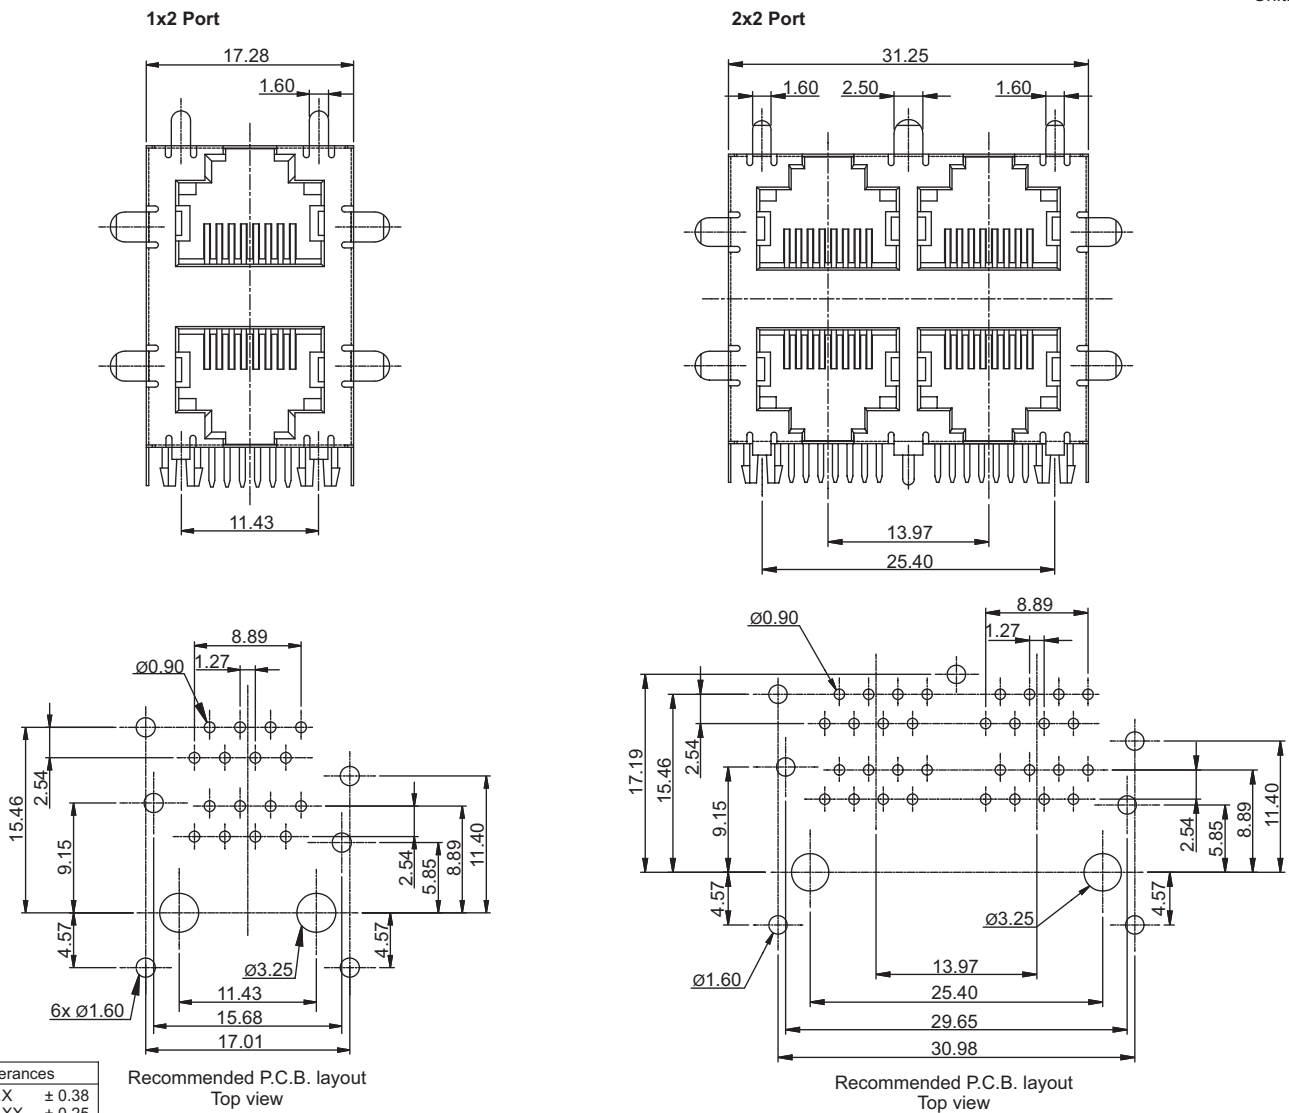 1x2 Port
2x2 Port
17.28
31.25
1.60
1.60
2.50
1.60
11.43
13.97
25.40
8.89
8.89
Ø0.90
1.27
Ø0.90
1.27
15.46
2.54
9.15
4.57
2.54
5.85
8.89
11.40
4.57
Ø3.25
6x Ø1.60
11.43
15.68
17.01
17.19
15.46
2.54
9.15
4.57
2.54
5.85
8.89
11.40
4.57
Ø3.25
Ø1.60
13.97
25.40
29.65
30.98
erances
.X ± 0.38
.XX ± 0.25
Recommended P.C.B. layout
Top view
Recommended P.C.B. layout
Top view